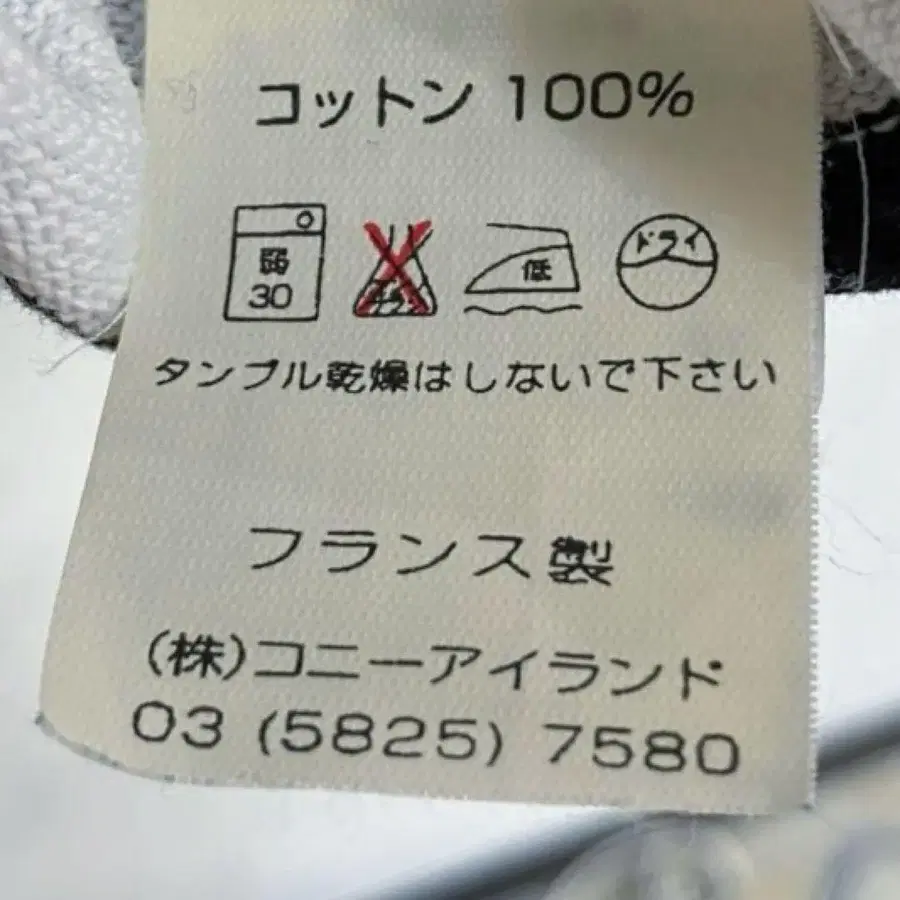 コットン 100%
弱
30
低
ドライ
タンブル乾燥はしないで下さい
フランス製
(株)コニーアイランド
03 (5825) 7580